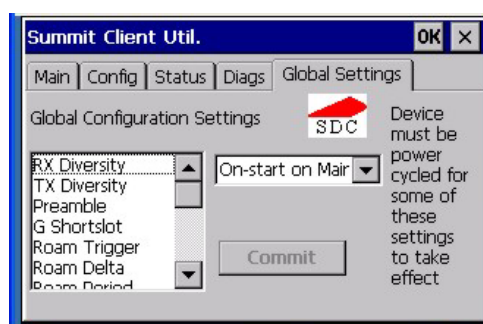 Summit Client Util.
OK
Main
Config
Status
Diags
Global Settings
Global Configuration Settings
SDC
RX Diversity
TX Diversity
Preamble
G Shortslot
Roam Trigger
Roam Delta
Roam Period
On-start on Mair
Commit
Device
must be
power
cycled for
some of
these
settings
to take
effect